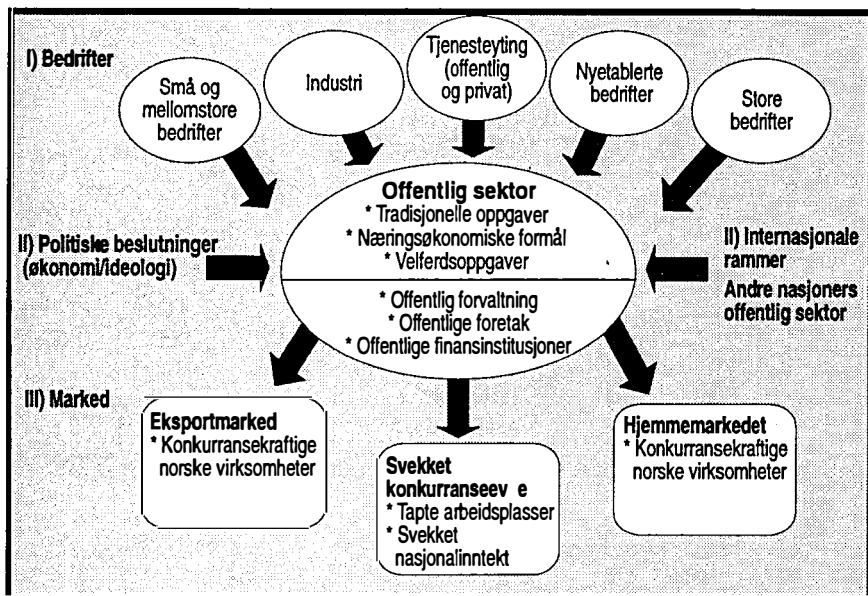 I) Bedrifter
Små og
mellomstore
bedrifter
Industri
Tjenesteyting
(offentlig
og privat)
Nyetablerte
bedrifter
Store
bedrifter
Offentlig sektor
* Tradisjonelle oppgaver
* Næringsøkonomiske formål
* Velferdsoppgaver
* Offentlig forvaltning
* Offentlige foretak
* Offentlige finansinstitusjoner
II) Politiske beslutninger
(økonomi/ideologi)
II) Internasjonale
rammer
Andre nasjoners
offentlig sektor
III) Marked
Eksportmarked
* Konkurransekraftige
norske virksomheter
Svekket
konkurranseev e
* Tapte arbeidsplasser
* Svekket
nasjonalinntekt
Hjemmemarkedet
* Konkurransekraftige
norske virksomheter